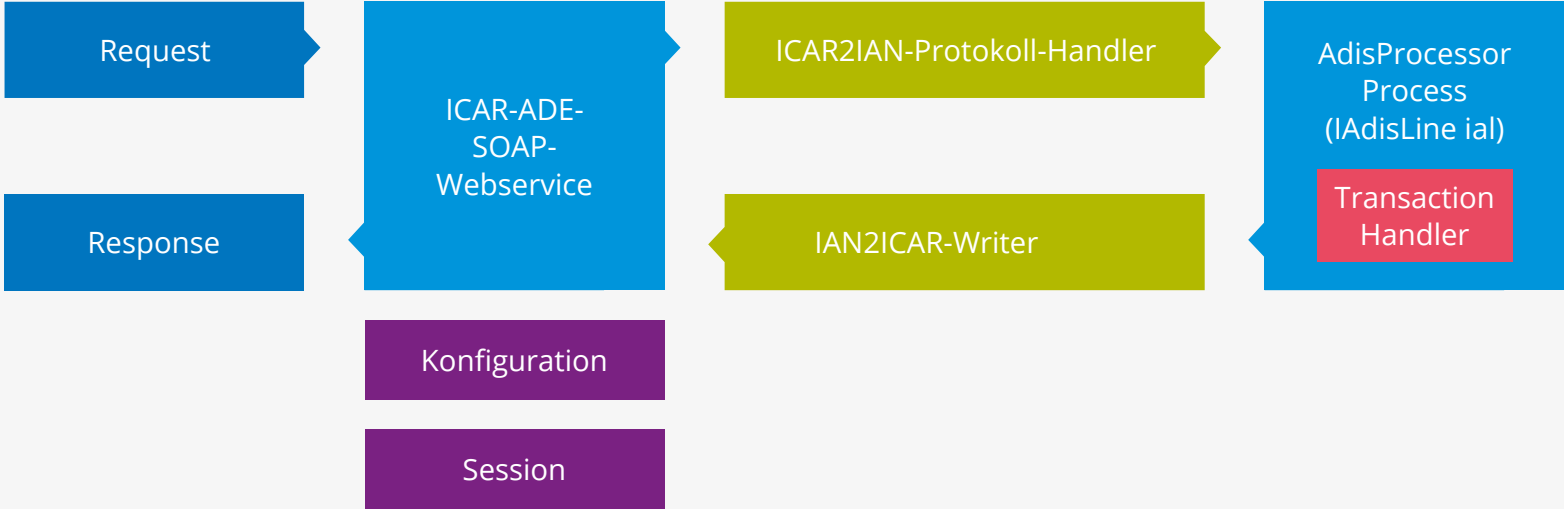 Request
ICAR-ADE-
SOAP-
Webservice
ICAR2IAN-Protokoll-Handler
AdisProcessor
Process
(IAdisLine ial)
Transaction
Handler
Response
IAN2ICAR-Writer
Konfiguration
Session